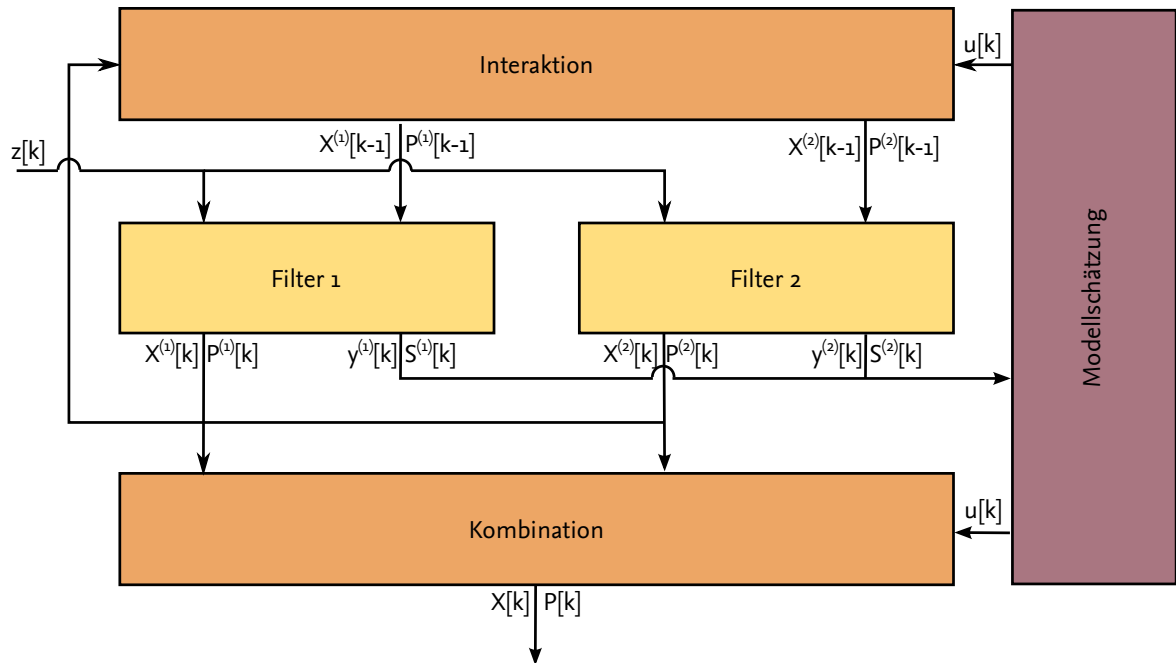 Interaktion
u[k]
X⁽¹⁾[k-1] P⁽¹⁾[k-1]
X⁽²⁾[k-1] P⁽²⁾[k-1]
z[k]
Filter 1
Filter 2
Modellschätzung
X⁽¹⁾[k] P⁽¹⁾[k]
y⁽¹⁾[k] S⁽¹⁾[k]
X⁽²⁾[k] P⁽²⁾[k]
y⁽²⁾[k] S⁽²⁾[k]
Kombination
u[k]
X[k] P[k]